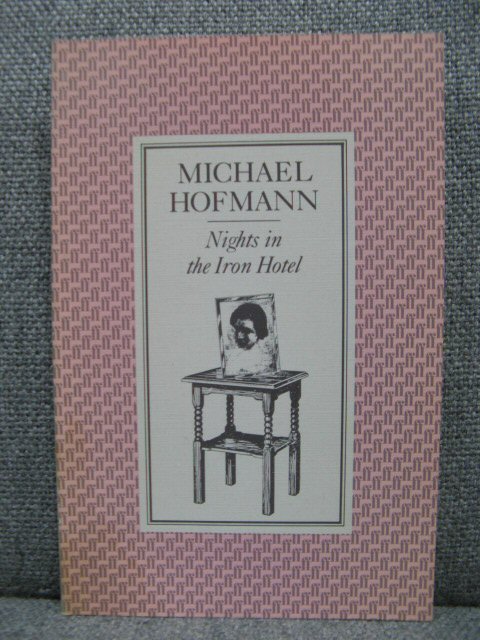 MICHAEL
HOFMANN
Nights in
the Iron Hotel